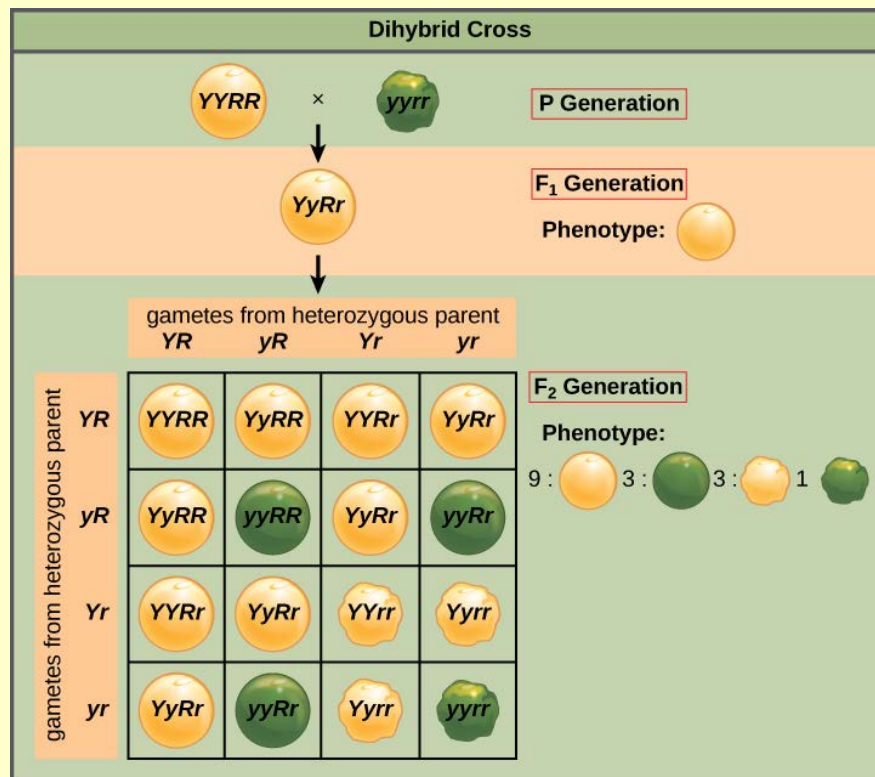 Dihybrid Cross
YYRR × yyrr P Generation
YyRr F₁ Generation
Phenotype:
gametes from heterozygous parent
YR yR Yr yr
gametes from heterozygous parent
YR YYRR YyRR YYRr YyRr
yR YyRR yyRR YyRr yyRr
Yr YYRr YyRr YYrr Yyrr
yr YyRr yyRr Yyrr yyrr
F₂ Generation
Phenotype:
9 : 3 : 3 : 1